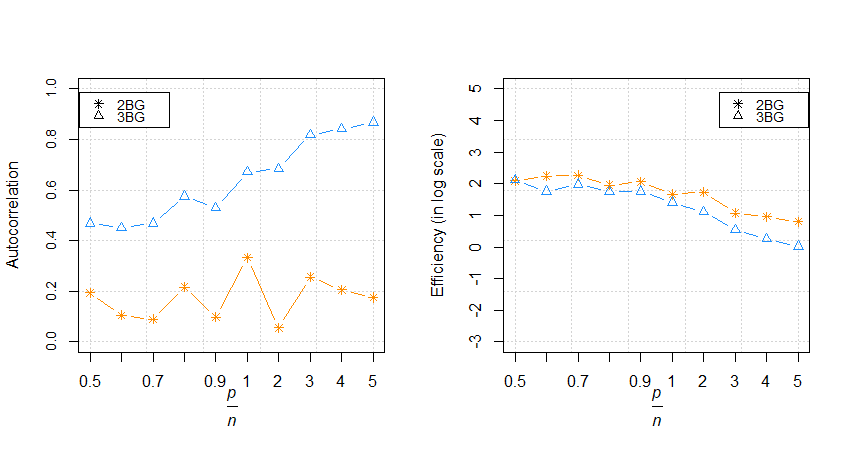 Autocorrelation
1.0
0.8
0.6
0.4
0.2
0.0
2BG
3BG
0.5 0.7 0.9 1 2 3 4 5
p
n
Efficiency (in log scale)
5
4
3
2
1
0
-1
-2
-3
2BG
3BG
0.5 0.7 0.9 1 2 3 4 5
p
n